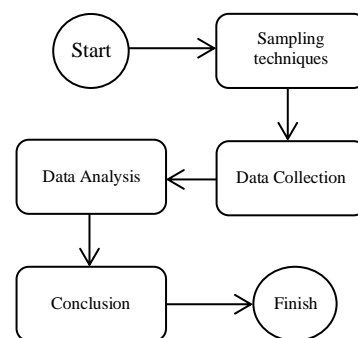 Start
Sampling
techniques
Data Collection
Data Analysis
Conclusion
Finish